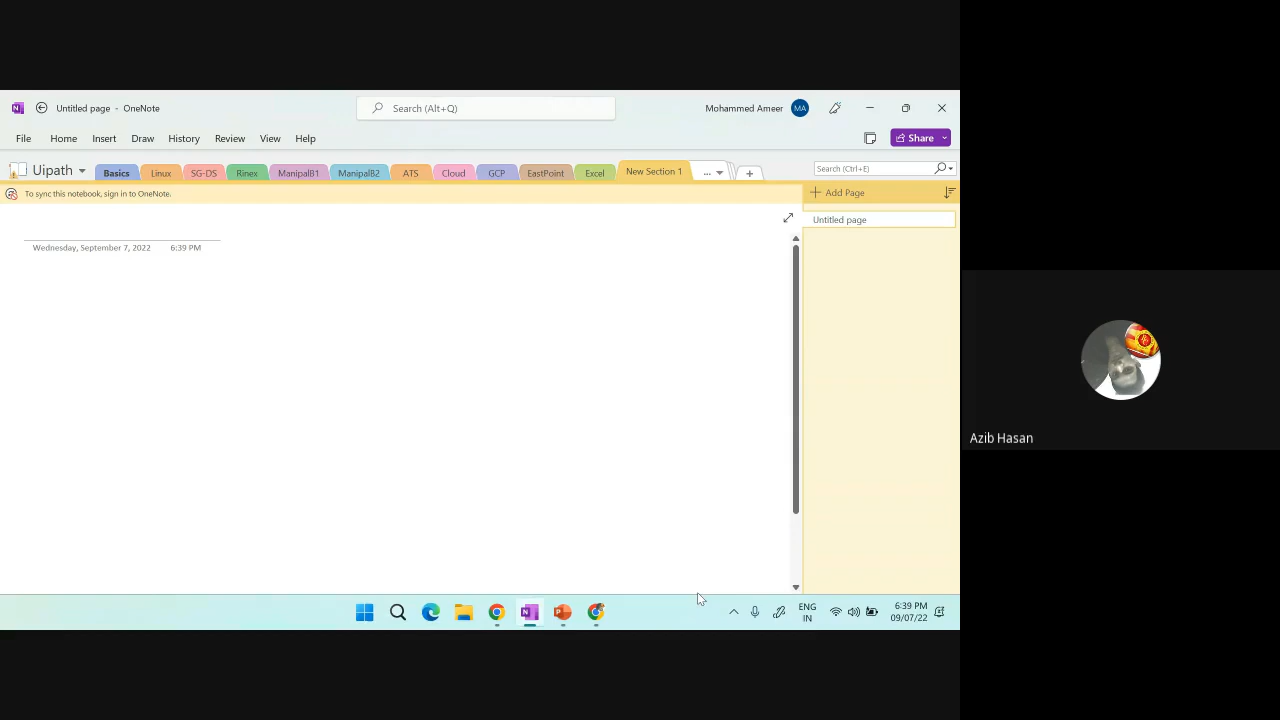 Untitled page - OneNote
Search (Alt+Q)
Mohammed Ameer MA
File Home Insert Draw History Review View Help
Share
Uipath Basics Linux SG-DS Rinex ManipalB1 ManipalB2 ATS Cloud GCP EastPoint Excel New Section 1 ...
Search (Ctrl+E)
To sync this notebook, sign in to OneNote.
Add Page
Untitled page
Wednesday, September 7, 2022 6:39 PM
Azib Hasan
ENG
IN
6:39 PM
09/07/22